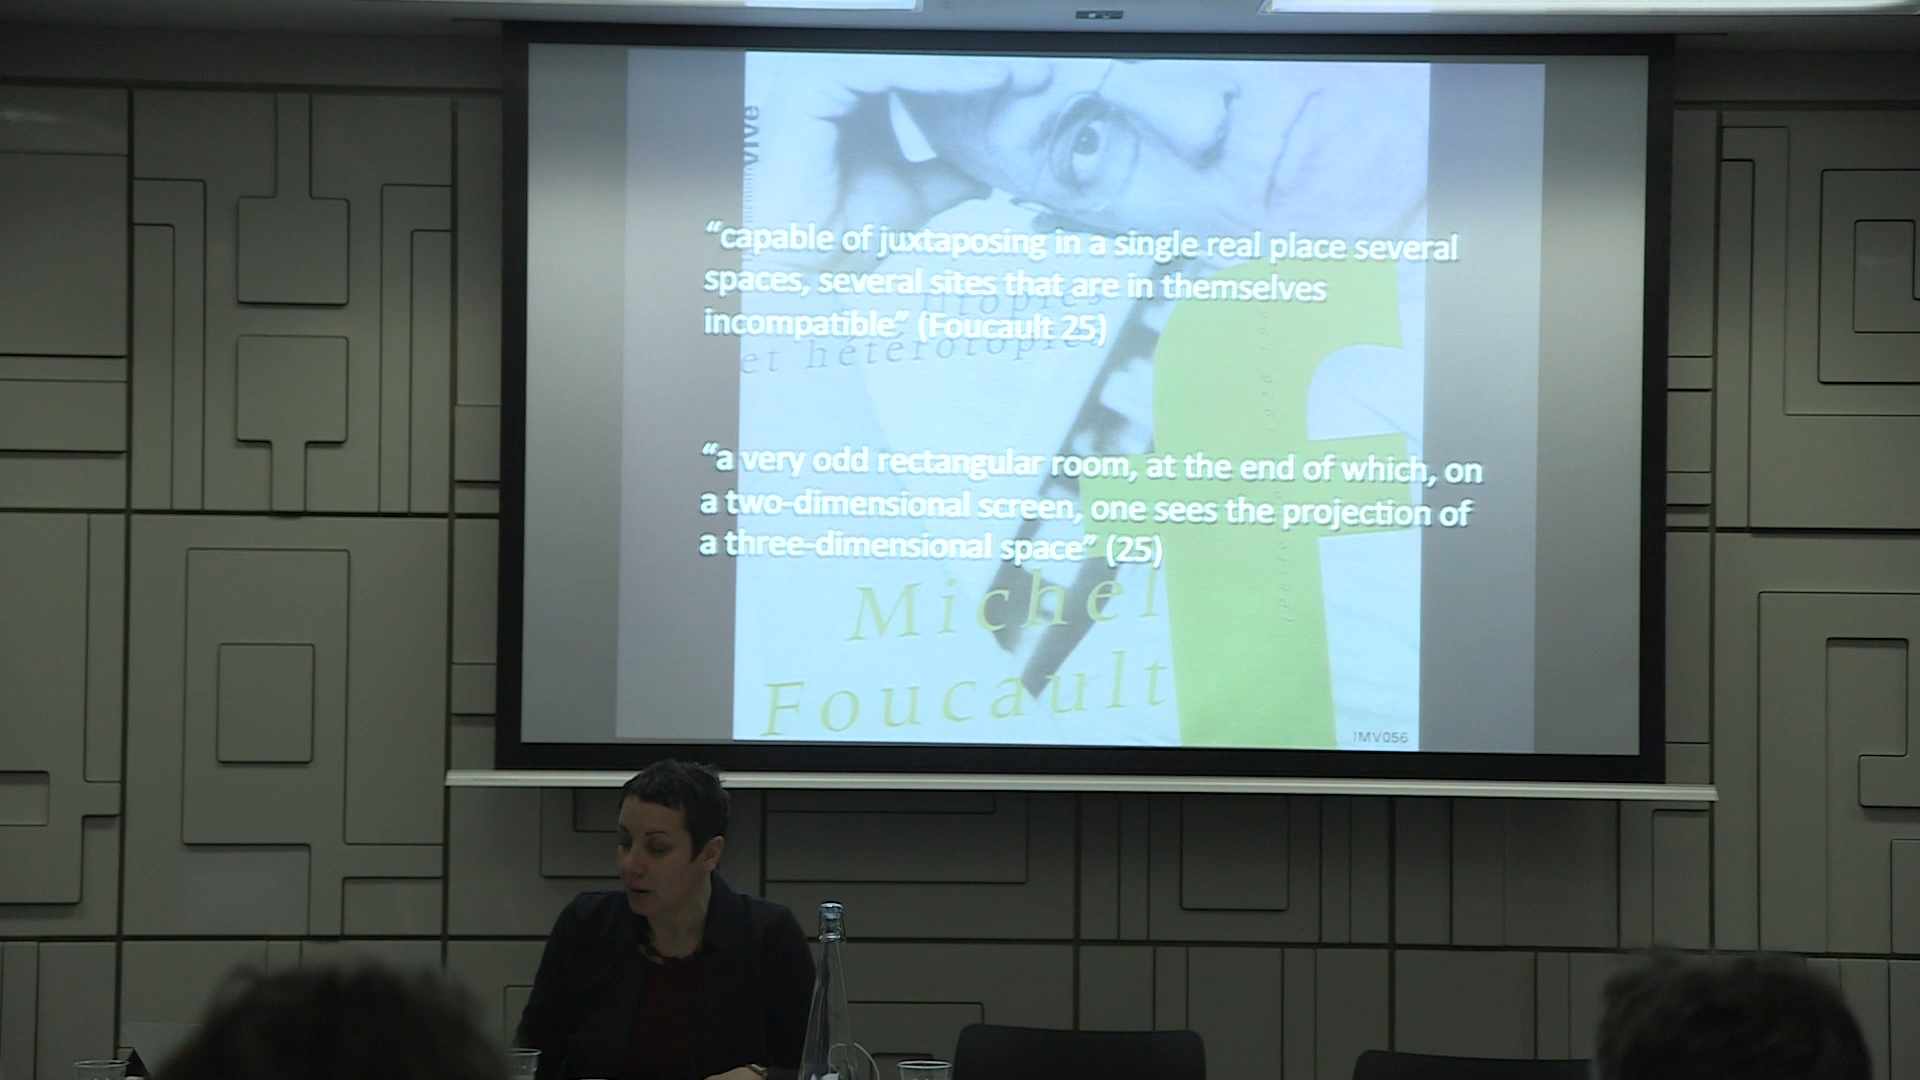 vive
“capable of juxtaposing in a single real place several
spaces, several sites that are in themselves
incompatible” (Foucault 25)
Utopies
et hétérotopies
“a very odd rectangular room, at the end of which, on
a two-dimensional screen, one sees the projection of
a three-dimensional space” (25)
Michel
Foucault
IMV056